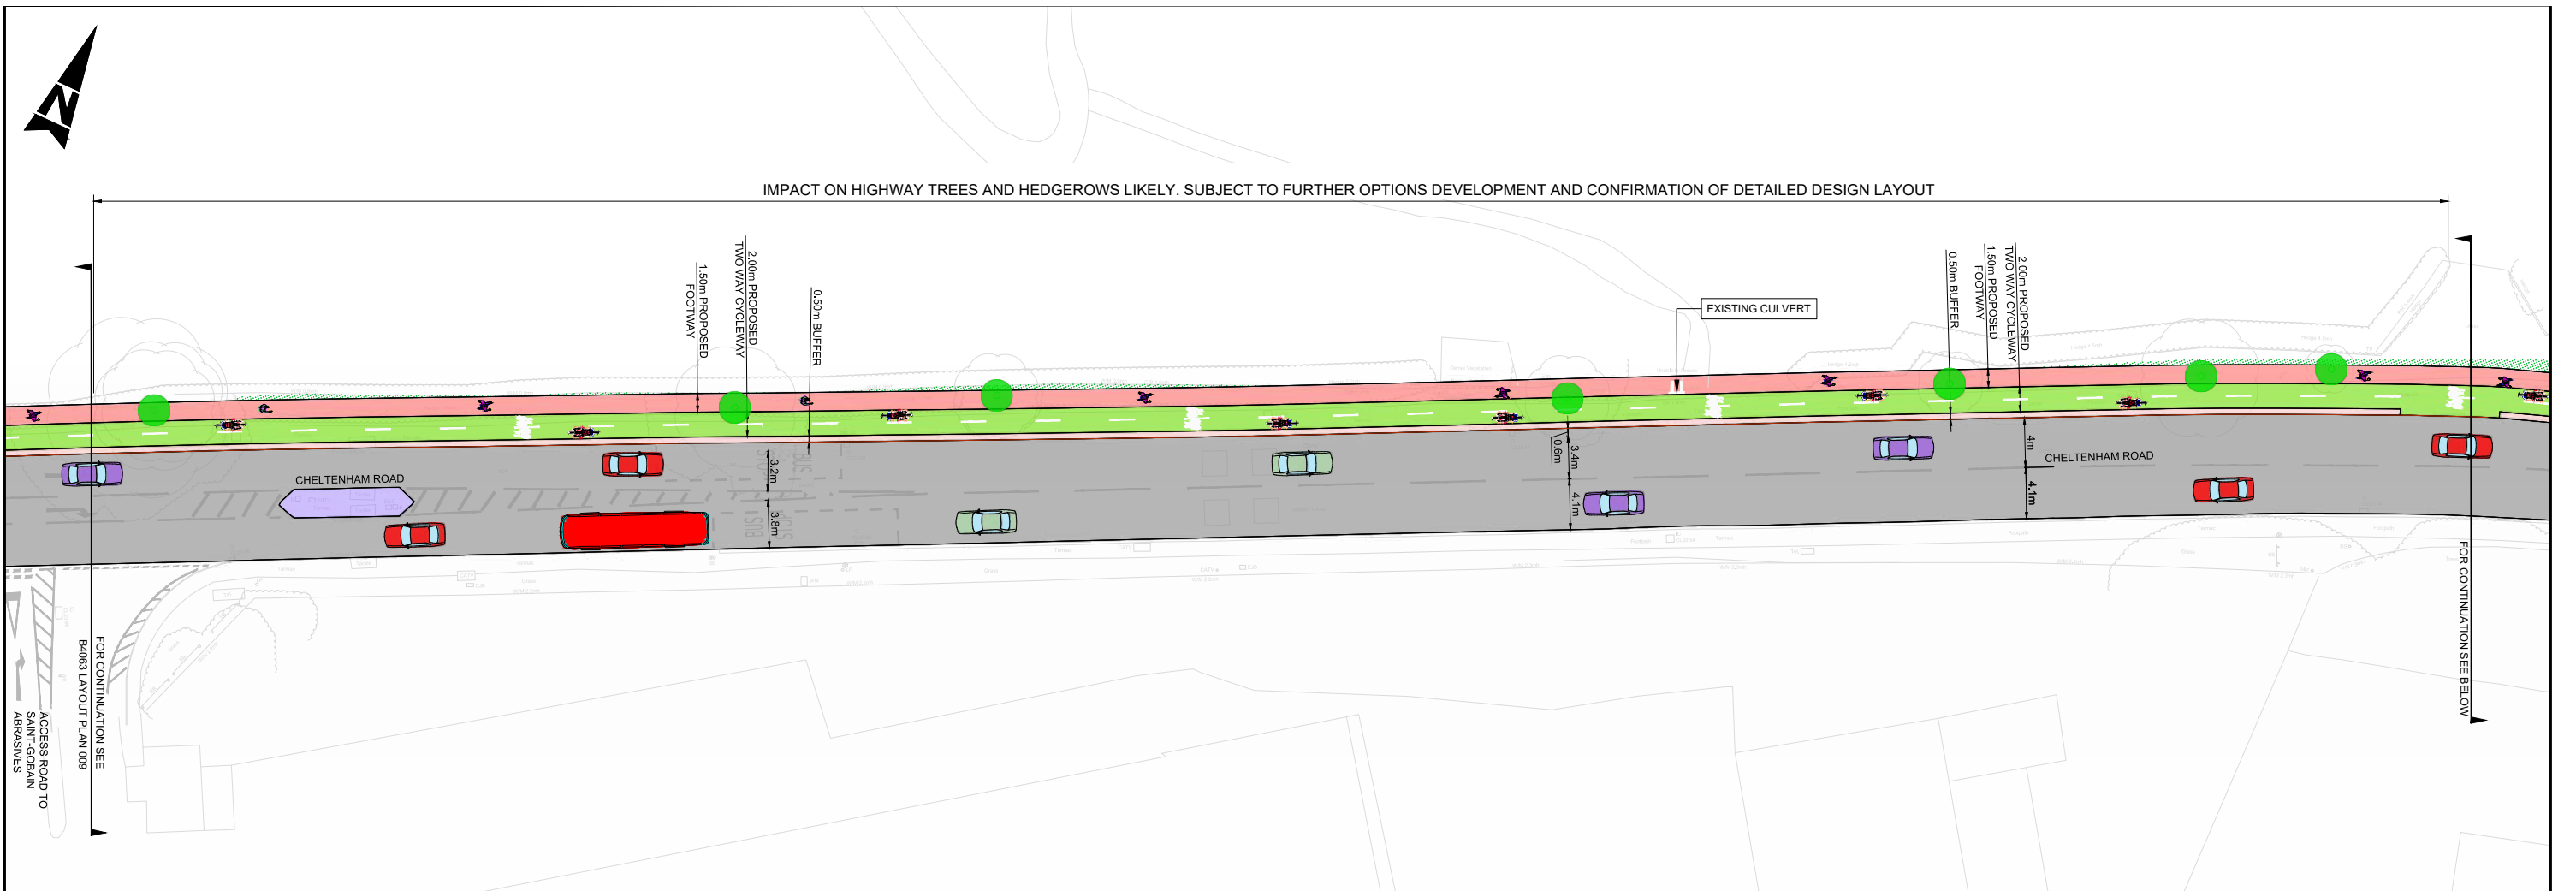 N
IMPACT ON HIGHWAY TREES AND HEDGEROWS LIKELY. SUBJECT TO FURTHER OPTIONS DEVELOPMENT AND CONFIRMATION OF DETAILED DESIGN LAYOUT
1.50m PROPOSED
FOOTWAY
2.00m PROPOSED
TWO WAY CYCLEWAY
0.50m BUFFER
EXISTING CULVERT
0.50m BUFFER
1.50m PROPOSED
FOOTWAY
2.00m PROPOSED
TWO WAY CYCLEWAY
CHELTENHAM ROAD
3.2m
3.8m
BUS
STOP
BUS
STOP
0.6m
3.4m
4.1m
4m
4.1m
CHELTENHAM ROAD
FOR CONTINUATION SEE
B4063 LAYOUT PLAN 009
ACCESS ROAD TO
SAINT-GOBAIN
ABRASIVES
FOR CONTINUATION SEE BELOW